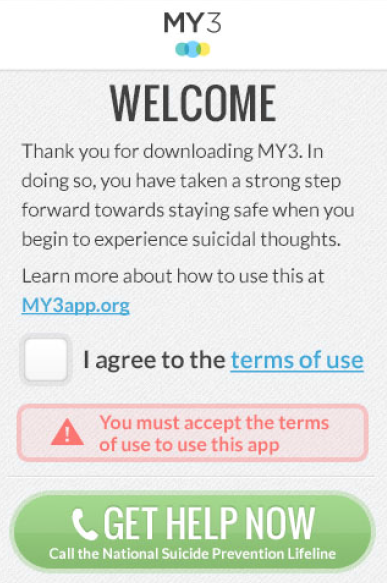 MY3
WELCOME
Thank you for downloading MY3. In
doing so, you have taken a strong step
forward towards staying safe when you
begin to experience suicidal thoughts.
Learn more about how to use this at
MY3app.org
I agree to the terms of use
You must accept the terms
of use to use this app
GET HELP NOW
Call the National Suicide Prevention Lifeline